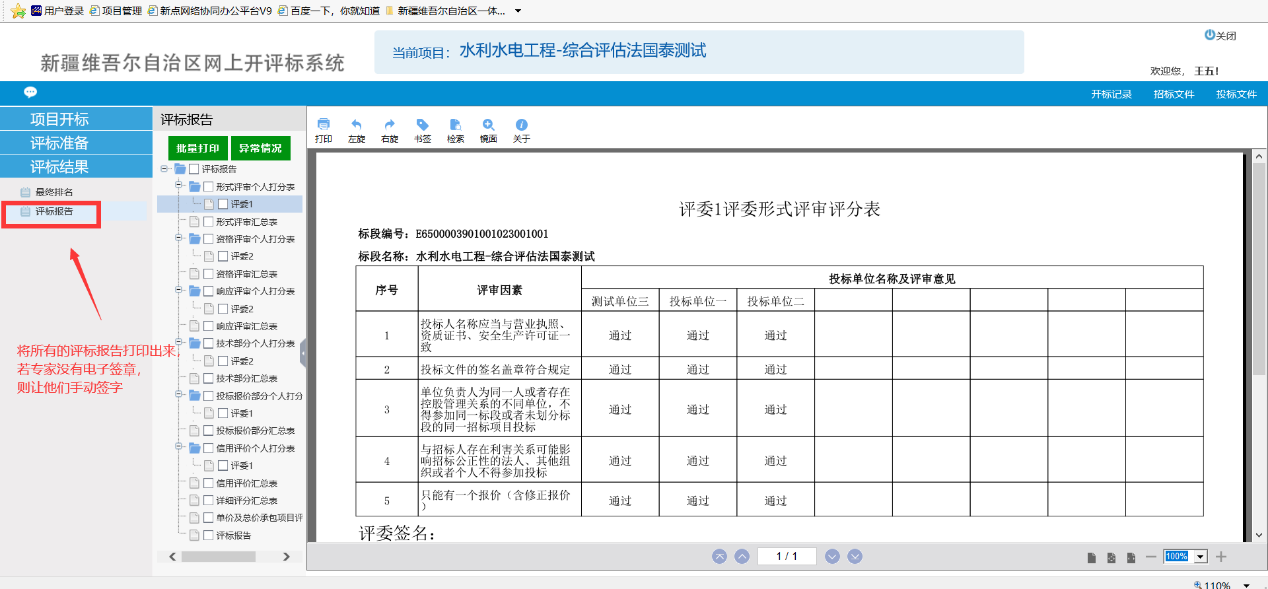 用户登录 项目管理 新点网络协同办公平台V9 百度一下，你就知道 新疆维吾尔自治区一体...
新疆维吾尔自治区网上开评标系统
当前项目: 水利水电工程-综合评估法国泰测试
关闭
欢迎您, 王五!
开标记录 招标文件 投标文件
项目开标
评标准备
评标结果
最终排名
评标报告
将所有的评标报告打印出来,
若专家没有电子签章,
则让他们手动签字
评标报告
批量打印 异常情况
评标报告
形式评审个人打分表
评委1
形式评审汇总表
资格评审个人打分表
评委2
资格评审汇总表
响应评审个人打分表
评委2
响应评审汇总表
技术部分个人打分表
评委2
技术部分汇总表
投标报价部分个人打分
评委1
投标报价部分汇总表
信用评价个人打分表
评委1
信用评价汇总表
详细评分汇总表
单价及总价承包项目评
评标报告
打印 左旋 右旋 书签 检索 镜面 关于
评委1评委形式评审评分表
标段编号: E6500003901001023001001
标段名称: 水利水电工程-综合评估法国泰测试
序号 评审因素 投标单位名称及评审意见
测试单位三 投标单位一 投标单位二
1 投标人名称应当与营业执照、
资质证书、安全生产许可证一
致 通过 通过 通过
2 投标文件的签名盖章符合规定 通过 通过 通过
3 单位负责人为同一人或者存在
控股管理关系的不同单位，不
得参加同一标段或者未划分标
段的同一招标项目投标 通过 通过 通过
4 与招标人存在利害关系可能影
响招标公正性的法人、其他组
织或者个人不得参加投标 通过 通过 通过
5 只能有一个报价（含修正报价
） 通过 通过 通过
评委签名:
1 / 1
100%
110%